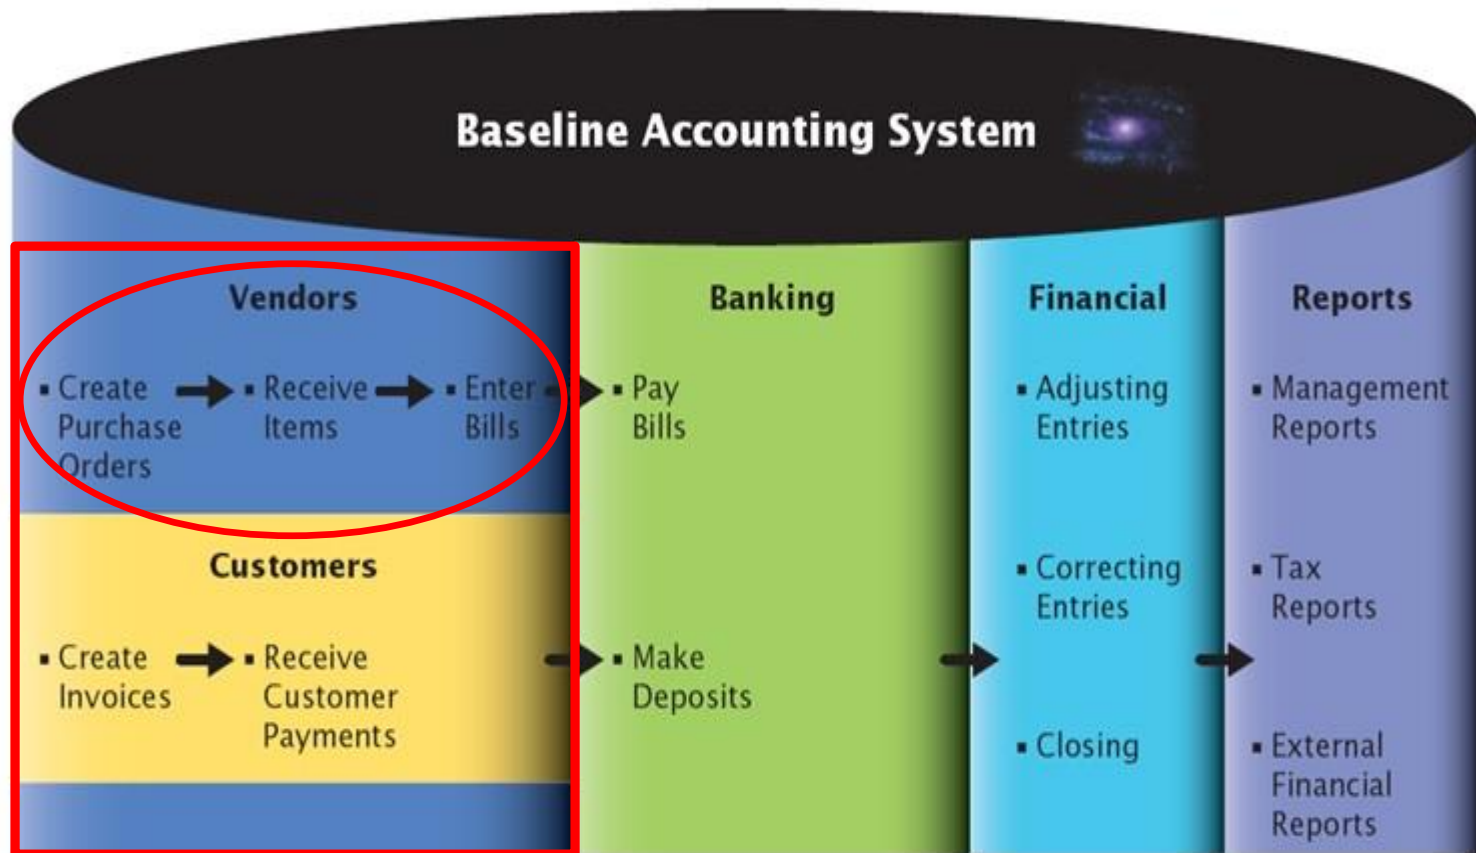 Baseline Accounting System
Vendors
▪ Create
Purchase
Orders
▪ Receive
Items
▪ Enter
Bills
Customers
▪ Create
Invoices
▪ Receive
Customer
Payments
Banking
▪ Pay
Bills
▪ Make
Deposits
Financial
▪ Adjusting
Entries
▪ Correcting
Entries
▪ Closing
Reports
▪ Management
Reports
▪ Tax
Reports
▪ External
Financial
Reports